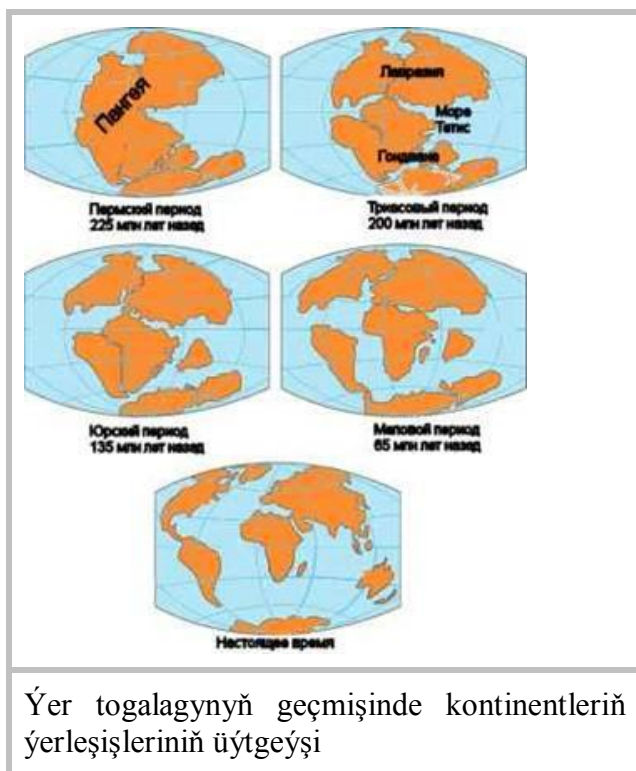 Пангея
Лавразия
Море
Тетис
Гондвана
Пермский период
225 млн лет назад
Триасовый период
200 млн лет назад
Юрский период
135 млн лет назад
Меловой период
65 млн лет назад
Настоящее время
Ýer togalagynyň geçmişinde kontinentleriň
ýerleşişleriniň üýtgeýşi